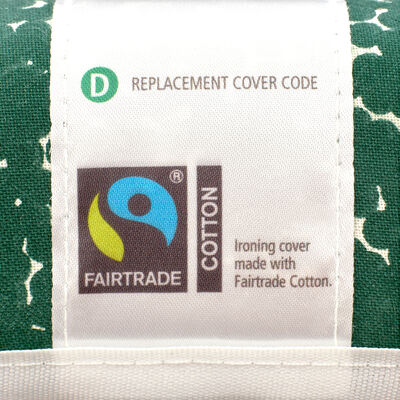 D REPLACEMENT COVER CODE
®
FAIRTRADE
COTTON
Ironing cover
made with
Fairtrade Cotton.